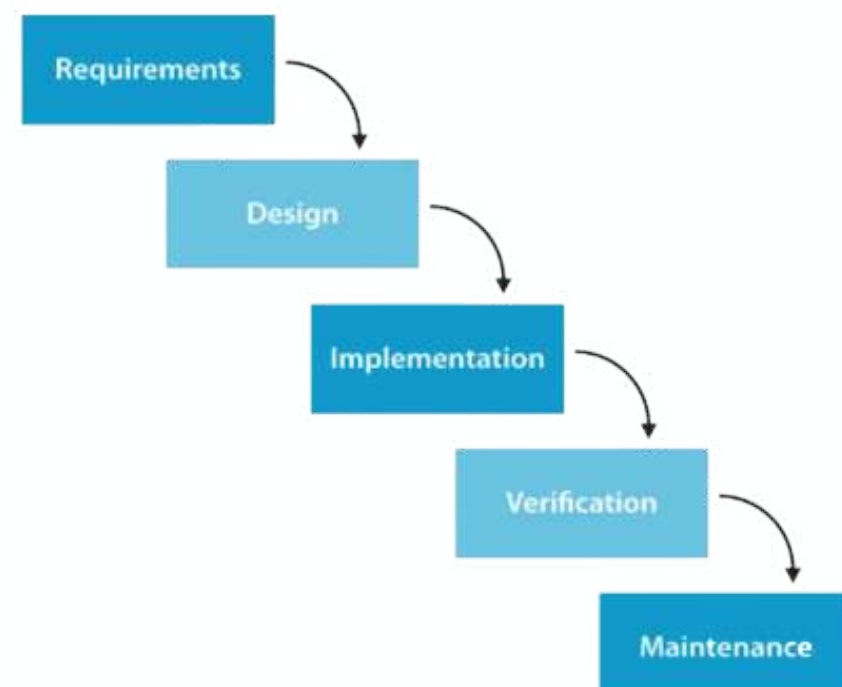 Requirements
Design
Implementation
Verification
Maintenance